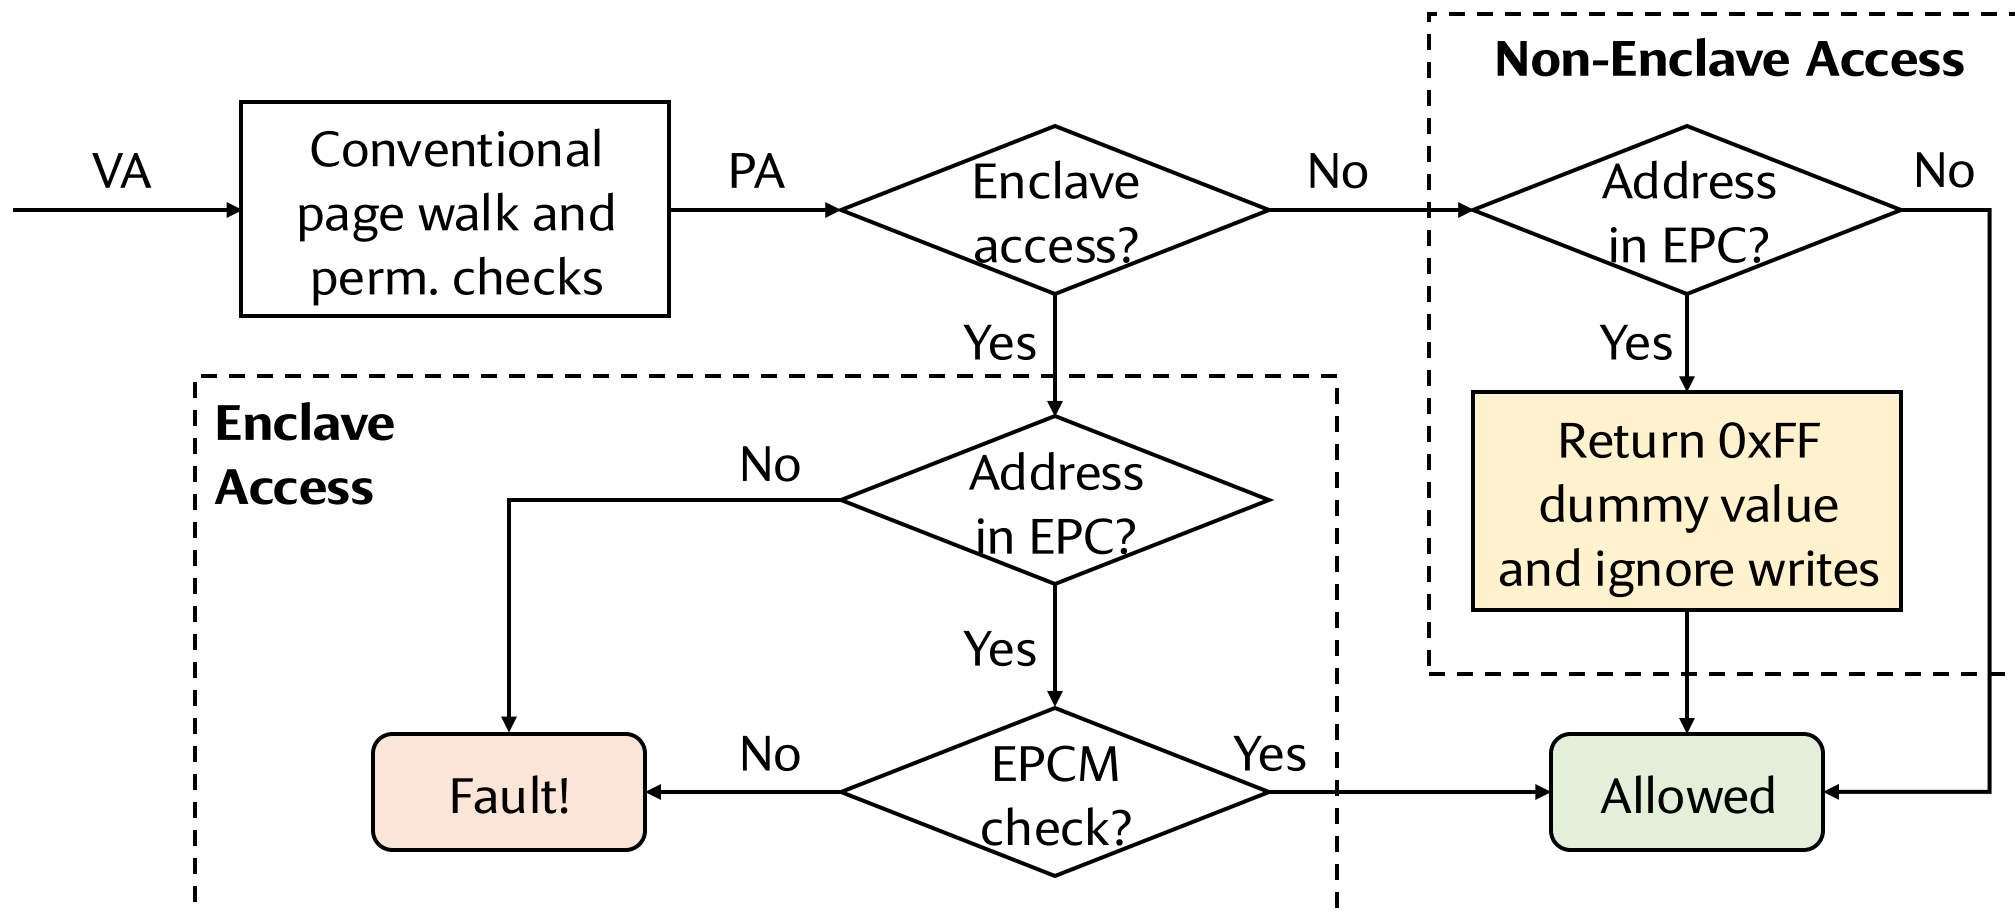 Non-Enclave Access
VA
Conventional
page walk and
perm. checks
PA
Enclave
access?
No
Address
in EPC?
No
Yes
Yes
Enclave
Access
No
Address
in EPC?
Return 0xFF
dummy value
and ignore writes
Yes
Fault!
No
EPCM
check?
Yes
Allowed